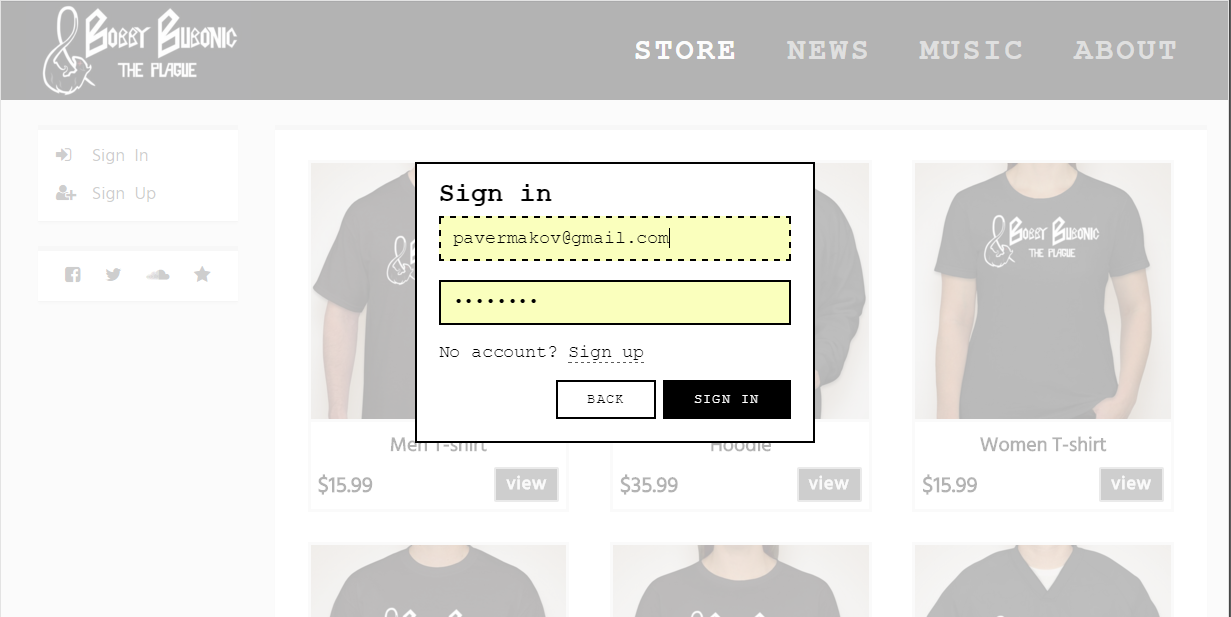 BOBBY BUBONIC
THE PLAGUE
STORE NEWS MUSIC ABOUT
Sign In
Sign Up
Sign in
pavermakov@gmail.com
••••••••
No account? Sign up
BACK SIGN IN
BOBBY BUBONIC
THE PLAGUE
Men T-shirt
$15.99 view
Hoodie
$35.99 view
Women T-shirt
$15.99 view